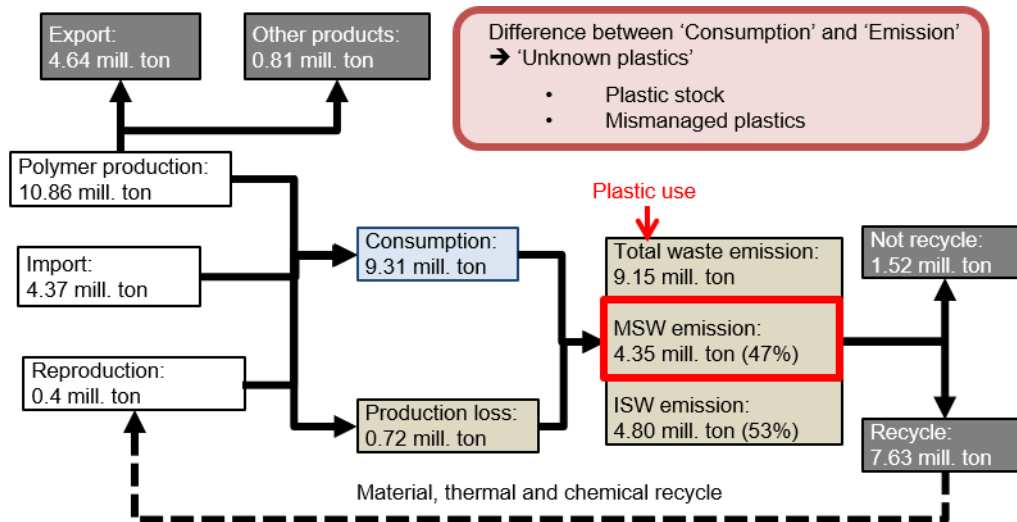 Export:
4.64 mill. ton
Other products:
0.81 mill. ton
Difference between ‘Consumption’ and ‘Emission’
➔ ‘Unknown plastics’
• Plastic stock
• Mismanaged plastics
Polymer production:
10.86 mill. ton
Plastic use
Import:
4.37 mill. ton
Consumption:
9.31 mill. ton
Total waste emission:
9.15 mill. ton
Not recycle:
1.52 mill. ton
MSW emission:
4.35 mill. ton (47%)
Reproduction:
0.4 mill. ton
Production loss:
0.72 mill. ton
ISW emission:
4.80 mill. ton (53%)
Recycle:
7.63 mill. ton
Material, thermal and chemical recycle